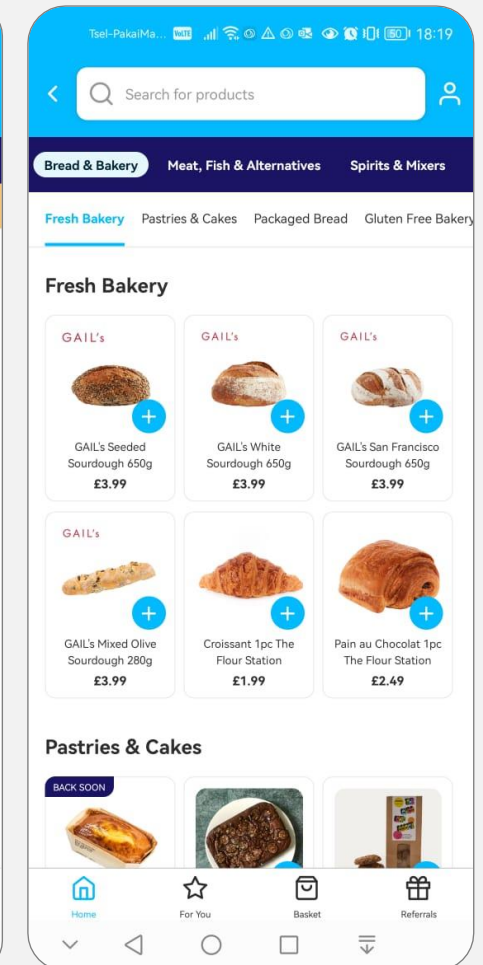 Tsel-PakaiMa... VoLTE 50 18:19
Search for products
Bread & Bakery Meat, Fish & Alternatives Spirits & Mixers
Fresh Bakery Pastries & Cakes Packaged Bread Gluten Free Bakery
Fresh Bakery
GAIL's GAIL's GAIL's
GAIL's Seeded Sourdough 650g
£3.99
GAIL's White Sourdough 650g
£3.99
GAIL's San Francisco Sourdough 650g
£3.99
GAIL's
GAIL's Mixed Olive Sourdough 280g
£3.99
Croissant 1pc The Flour Station
£1.99
Pain au Chocolat 1pc The Flour Station
£2.49
Pastries & Cakes
BACK SOON
Home For You Basket Referrals